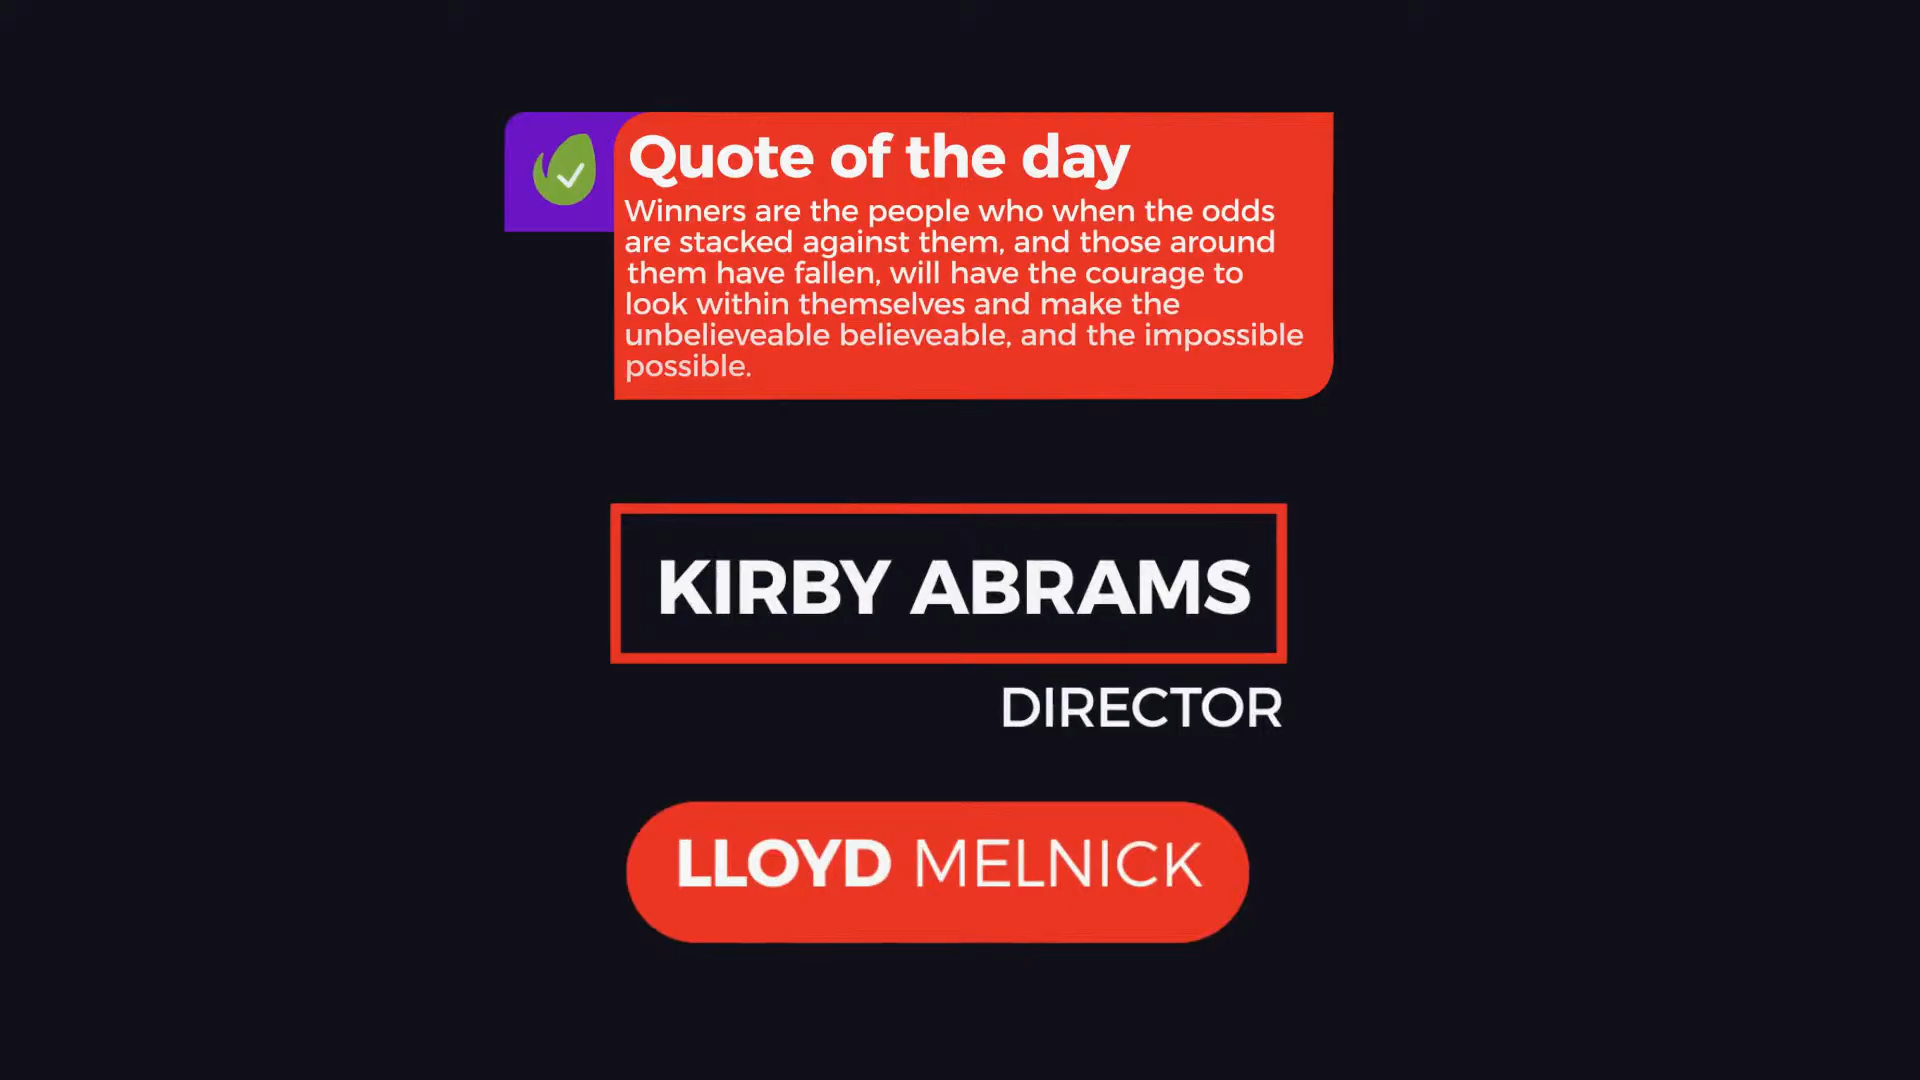 Quote of the day
Winners are the people who when the odds
are stacked against them, and those around
them have fallen, will have the courage to
look within themselves and make the
unbelieveable believeable, and the impossible
possible.
KIRBY ABRAMS
DIRECTOR
LLOYD MELNICK